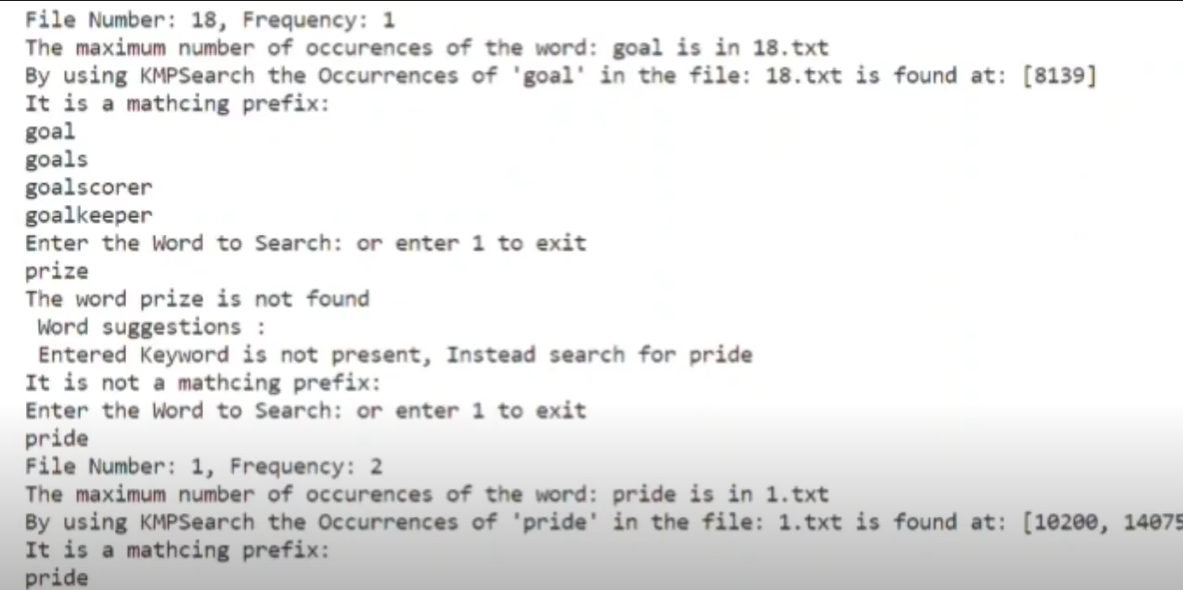 File Number: 18, Frequency: 1
The maximum number of occurences of the word: goal is in 18.txt
By using KMPSearch the Occurrences of 'goal' in the file: 18.txt is found at: [8139]
It is a mathcing prefix:
goal
goals
goalscorer
goalkeeper
Enter the Word to Search: or enter 1 to exit
prize
The word prize is not found
Word suggestions :
Entered Keyword is not present, Instead search for pride
It is not a mathcing prefix:
Enter the Word to Search: or enter 1 to exit
pride
File Number: 1, Frequency: 2
The maximum number of occurences of the word: pride is in 1.txt
By using KMPSearch the Occurrences of 'pride' in the file: 1.txt is found at: [10200, 14075
It is a mathcing prefix:
pride